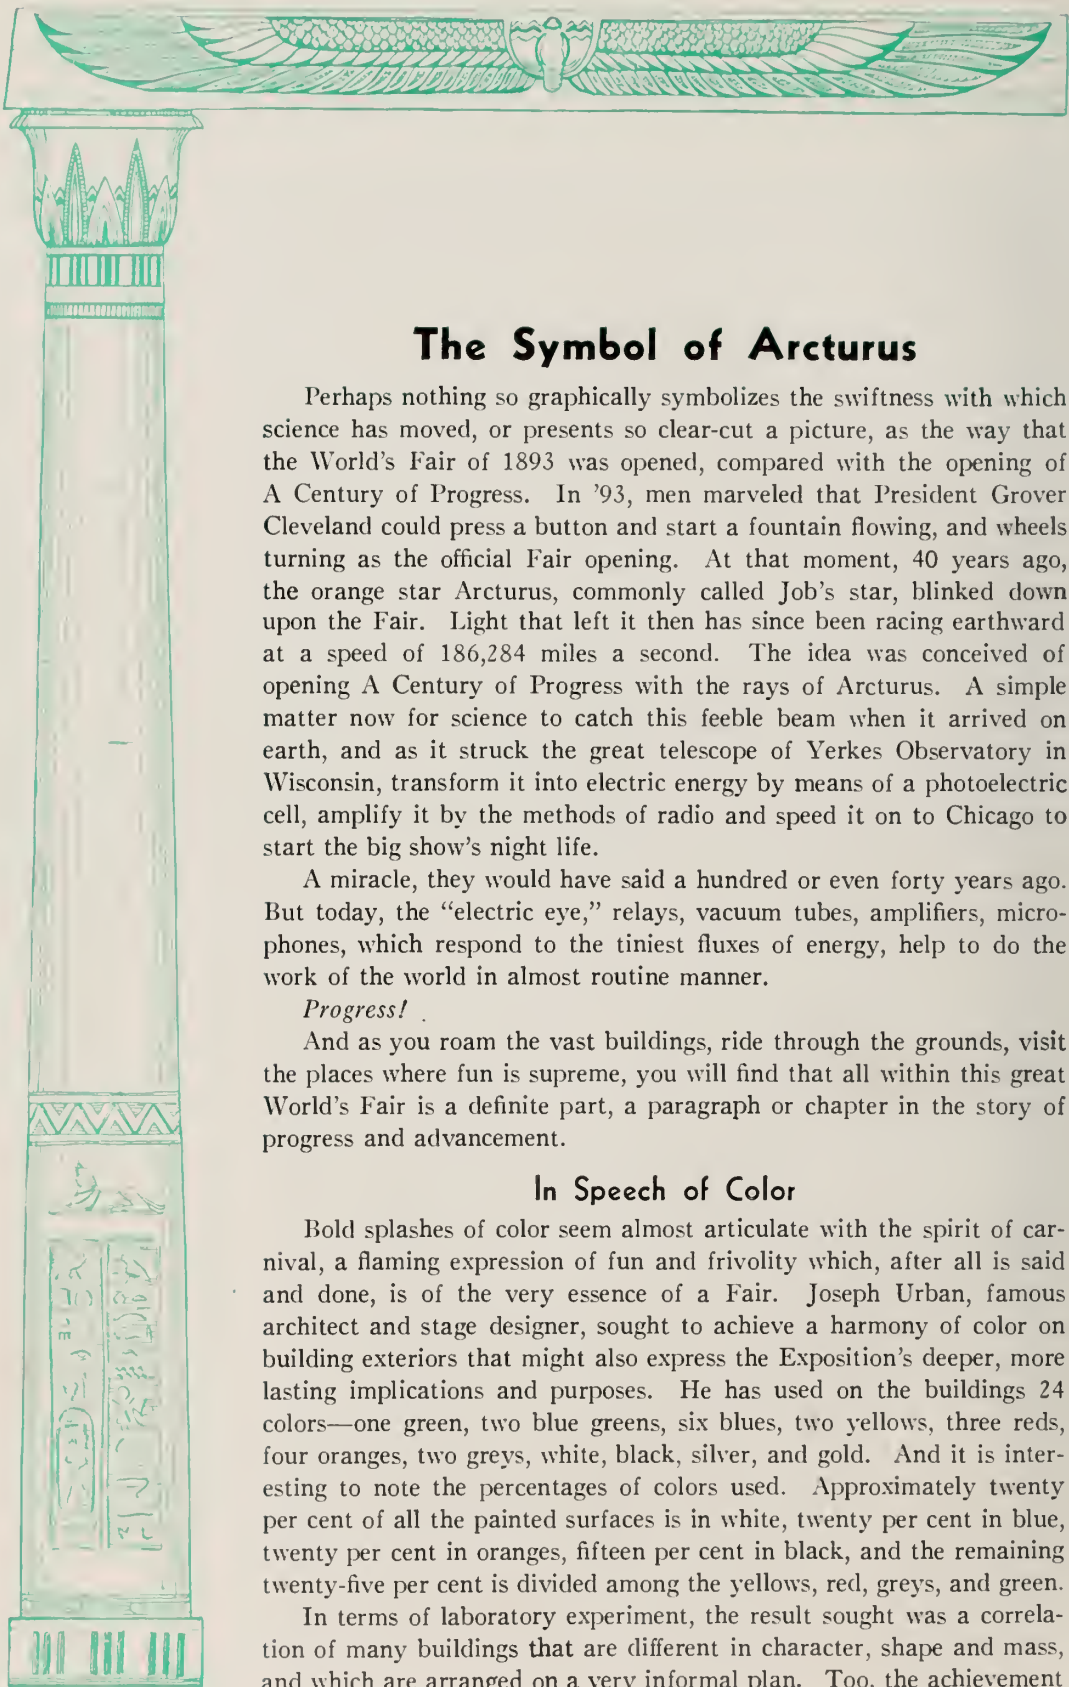 The Symbol of Arcturus
Perhaps nothing so graphically symbolizes the swiftness with which
science has moved, or presents so clear-cut a picture, as the way that
the World's Fair of 1893 was opened, compared with the opening of
A Century of Progress. In '93, men marveled that President Grover
Cleveland could press a button and start a fountain flowing, and wheels
turning as the official Fair opening. At that moment, 40 years ago,
the orange star Arcturus, commonly called Job's star, blinked down
upon the Fair. Light that left it then has since been racing earthward
at a speed of 186,284 miles a second. The idea was conceived of
opening A Century of Progress with the rays of Arcturus. A simple
matter now for science to catch this feeble beam when it arrived on
earth, and as it struck the great telescope of Yerkes Observatory in
Wisconsin, transform it into electric energy by means of a photoelectric
cell, amplify it by the methods of radio and speed it on to Chicago to
start the big show's night life.
A miracle, they would have said a hundred or even forty years ago.
But today, the “electric eye,” relays, vacuum tubes, amplifiers, micro-
phones, which respond to the tiniest fluxes of energy, help to do the
work of the world in almost routine manner.
Progress!
And as you roam the vast buildings, ride through the grounds, visit
the places where fun is supreme, you will find that all within this great
World's Fair is a definite part, a paragraph or chapter in the story of
progress and advancement.
In Speech of Color
Bold splashes of color seem almost articulate with the spirit of car-
nival, a flaming expression of fun and frivolity which, after all is said
and done, is of the very essence of a Fair. Joseph Urban, famous
architect and stage designer, sought to achieve a harmony of color on
building exteriors that might also express the Exposition's deeper, more
lasting implications and purposes. He has used on the buildings 24
colors—one green, two blue greens, six blues, two yellows, three reds,
four oranges, two greys, white, black, silver, and gold. And it is inter-
esting to note the percentages of colors used. Approximately twenty
per cent of all the painted surfaces is in white, twenty per cent in blue,
twenty per cent in oranges, fifteen per cent in black, and the remaining
twenty-five per cent is divided among the yellows, red, greys, and green.
In terms of laboratory experiment, the result sought was a correla-
tion of many buildings that are different in character, shape and mass,
and which are arranged on a very informal plan. Too, the achievement